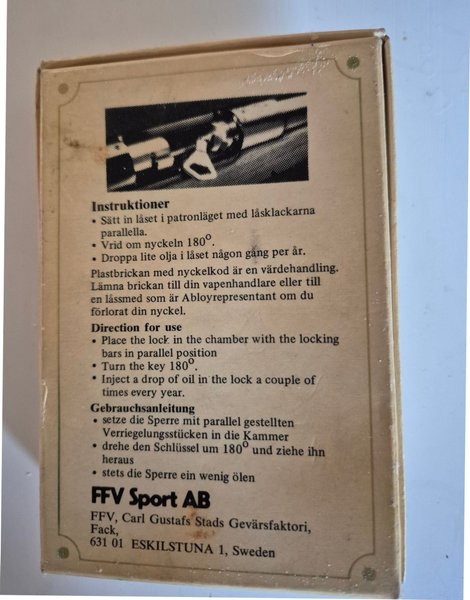 Instruktioner
• Sätt in låset i patronläget med låsklackarna
parallella.
• Vrid om nyckeln 180°.
• Droppa lite olja i låset någon gång per år.
Plastbrickan med nyckelkod är en värdehandling.
Lämna brickan till din vapenhandlare eller till
en låssmed som är Abloyrepresentant om du
förlorat din nyckel.
Direction for use
• Place the lock in the chamber with the locking
bars in parallel position
• Turn the key 180°.
• Inject a drop of oil in the lock a couple of
times every year.
Gebrauchsanleitung
• setze die Sperre mit parallel gestellten
Verriegelungsstücken in die Kammer
• drehe den Schlüssel um 180° und ziehe ihn
heraus
• stets die Sperre ein wenig ölen
FFV Sport AB
FFV, Carl Gustafs Stads Gevärsfaktori,
Fack,
631 01 ESKILSTUNA 1, Sweden